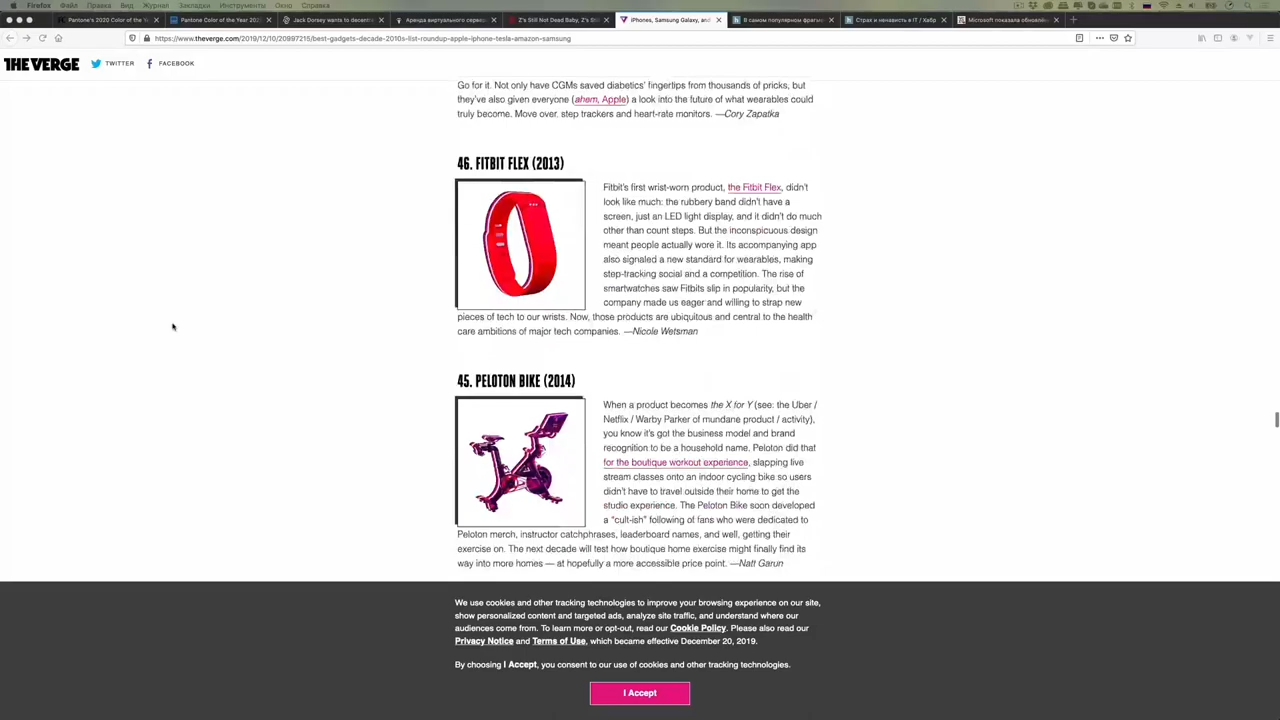 Firefox Файл Правка Вид Журнал Закладки Инструменты Окно Справка
Pantone's 2020 Color of the Y
Pantone Color of the Year 2020
Jack Dorsey wants to decentra
Аренда виртуального сервера
Z's Still Not Dead Baby, Z's Sti
iPhones, Samsung Galaxy, and
В самом популярном фрагме
Страх и ненависть в IT / Хабр
Microsoft показала обновлён
https://www.theverge.com/2019/12/10/20997215/best-gadgets-decade-2010s-list-roundup-apple-iphone-tesla-amazon-samsung
THE VERGE TWITTER FACEBOOK
Go for it. Not only have CGMs saved diabetics' fingertips from thousands of pricks, but
they've also given everyone (ahem, Apple) a look into the future of what wearables could
truly become. Move over, step trackers and heart-rate monitors. —Cory Zapatka
46. FITBIT FLEX (2013)
Fitbit's first wrist-worn product, the Fitbit Flex, didn't
look like much: the rubbery band didn't have a
screen, just an LED light display, and it didn't do much
other than count steps. But the inconspicuous design
meant people actually wore it. Its accompanying app
also signaled a new standard for wearables, making
step-tracking social and a competition. The rise of
smartwatches saw Fitbits slip in popularity, but the
company made us eager and willing to strap new
pieces of tech to our wrists. Now, those products are ubiquitous and central to the health
care ambitions of major tech companies. —Nicole Wetsman
45. PELOTON BIKE (2014)
When a product becomes the X for Y (see: the Uber /
Netflix / Warby Parker of mundane product / activity),
you know it's got the business model and brand
recognition to be a household name. Peloton did that
for the boutique workout experience, slapping live
stream classes onto an indoor cycling bike so users
didn't have to travel outside their home to get the
studio experience. The Peloton Bike soon developed
a "cult-ish" following of fans who were dedicated to
Peloton merch, instructor catchphrases, leaderboard names, and well, getting their
exercise on. The next decade will test how boutique home exercise might finally find its
way into more homes — at hopefully a more accessible price point. —Natt Garun
We use cookies and other tracking technologies to improve your browsing experience on our site,
show personalized content and targeted ads, analyze site traffic, and understand where our
audiences come from. To learn more or opt-out, read our Cookie Policy. Please also read our
Privacy Notice and Terms of Use, which became effective December 20, 2019.
By choosing I Accept, you consent to our use of cookies and other tracking technologies.
I Accept